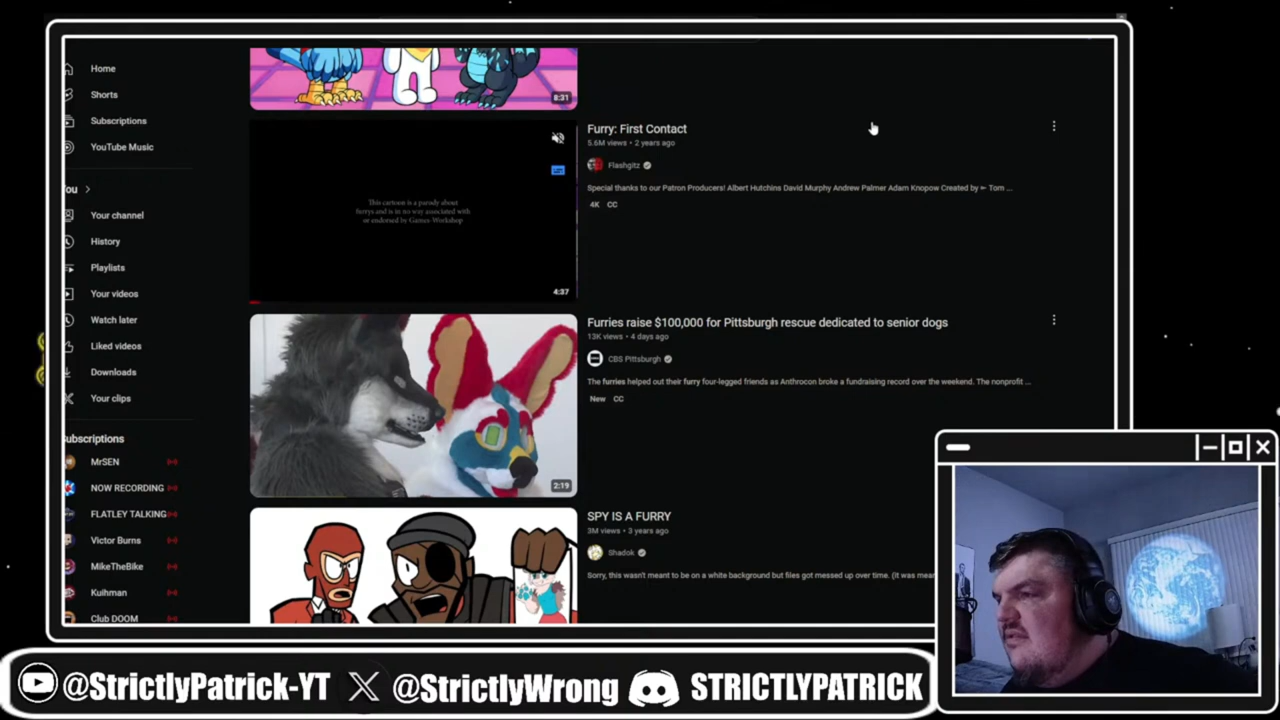 Home
Shorts
Subscriptions
YouTube Music
You
Your channel
History
Playlists
Your videos
Watch later
Liked videos
Downloads
Your clips
Subscriptions
MrSEN
NOW RECORDING
FLATLEY TALKING
Victor Burns
MikeTheBike
Kuihman
Club DOOM
8:31
This cartoon is a parody about
furrys and is in no way associated with
or endorsed by Games-Workshop
4:37
Furry: First Contact
5.6M views • 2 years ago
Flashgitz
Special thanks to our Patron Producers! Albert Hutchins David Murphy Andrew Palmer Adam Knopow Created by ✏ Tom ...
4K CC
2:19
Furries raise $100,000 for Pittsburgh rescue dedicated to senior dogs
13K views • 4 days ago
CBS Pittsburgh
The furries helped out their furry four-legged friends as Anthrocon broke a fundraising record over the weekend. The nonprofit ...
New CC
SPY IS A FURRY
3M views • 3 years ago
Shadok
Sorry, this wasn't meant to be on a white background but files got messed up over time. (It was mean
@StrictlyPatrick-YT @StrictlyWrong STRICTLYPATRICK